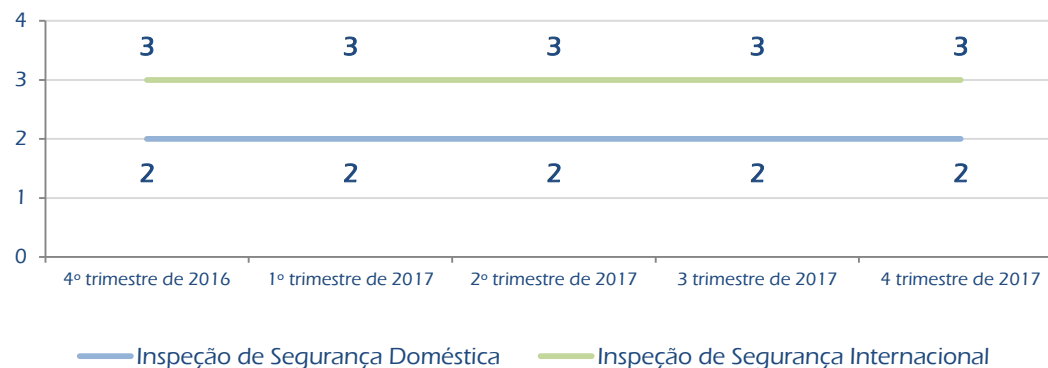 4
3 3 3 3 3
3
2
2 2 2 2 2
1
0
4º trimestre de 2016 1º trimestre de 2017 2º trimestre de 2017 3 trimestre de 2017 4 trimestre de 2017
Inspeção de Segurança Doméstica Inspeção de Segurança Internacional